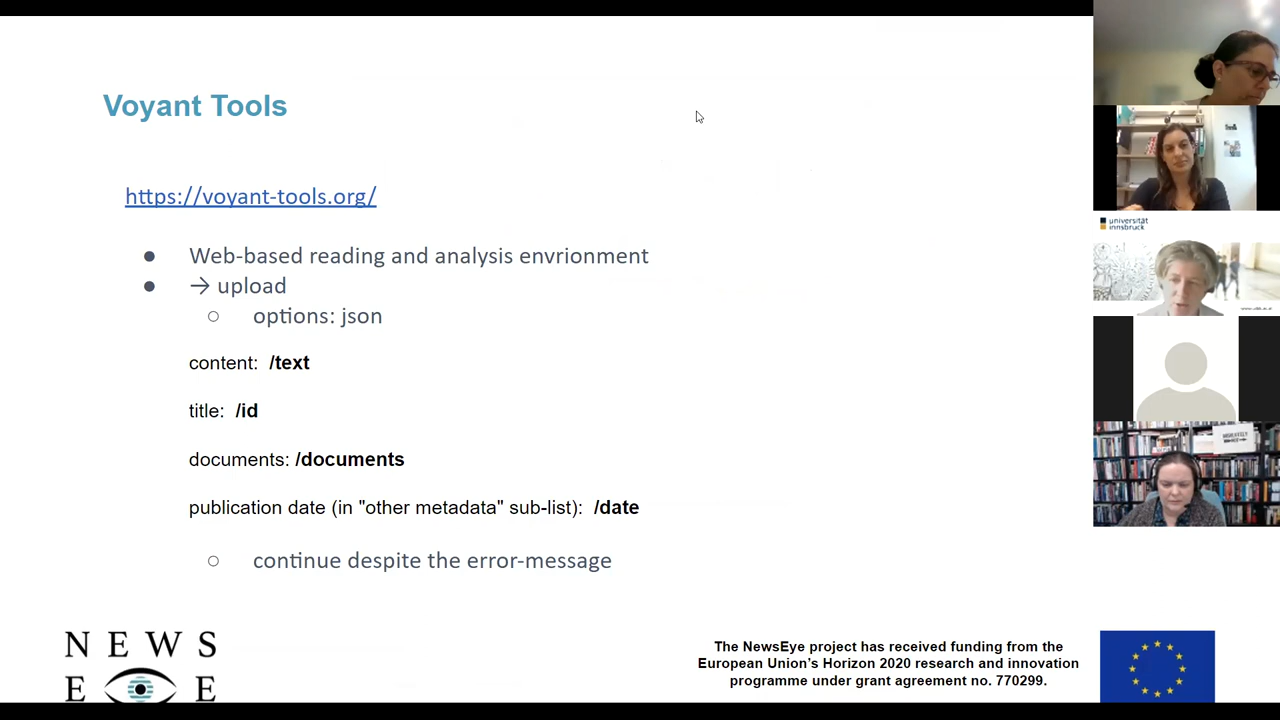 Voyant Tools
https://voyant-tools.org/
● Web-based reading and analysis envrionment
● → upload
○ options: json
content: /text
title: /id
documents: /documents
publication date (in "other metadata" sub-list): /date
○ continue despite the error-message
NEWS
EYE
The NewsEye project has received funding from the
European Union's Horizon 2020 research and innovation
programme under grant agreement no. 770299.
universität
innsbruck